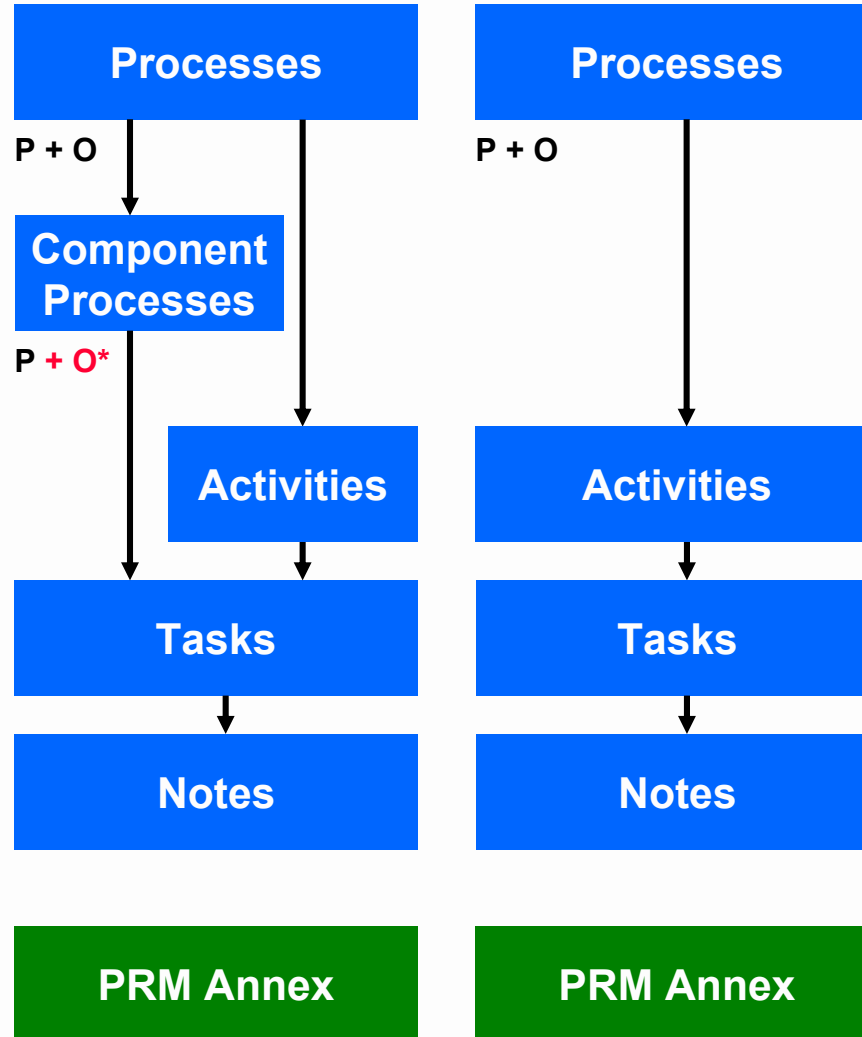 Processes
P + O
Component
Processes
P + O*
Activities
Tasks
Notes
PRM Annex
Processes
P + O
Activities
Tasks
Notes
PRM Annex